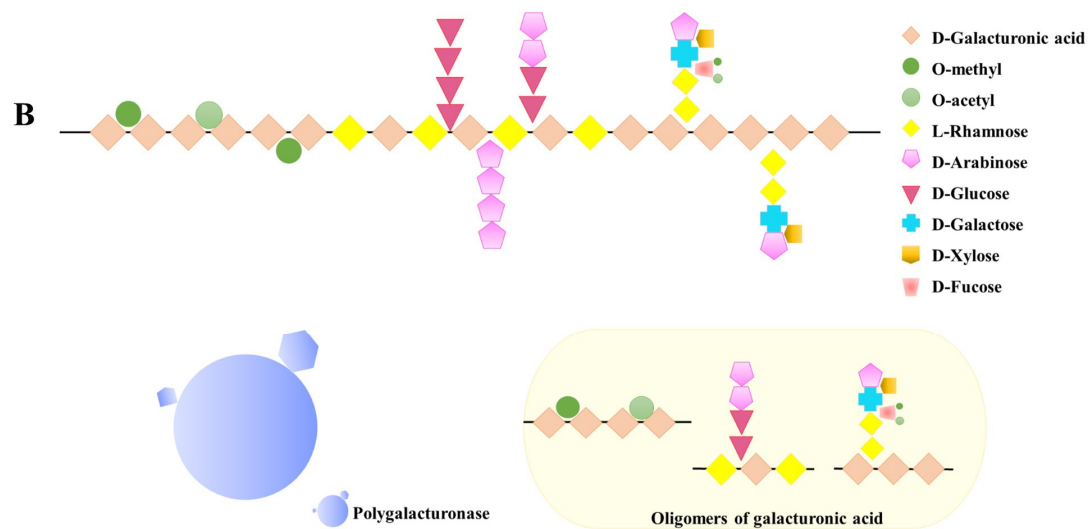 B
D-Galacturonic acid
O-methyl
O-acetyl
L-Rhamnose
D-Arabinose
D-Glucose
D-Galactose
D-Xylose
D-Fucose
Polygalacturonase
Oligomers of galacturonic acid